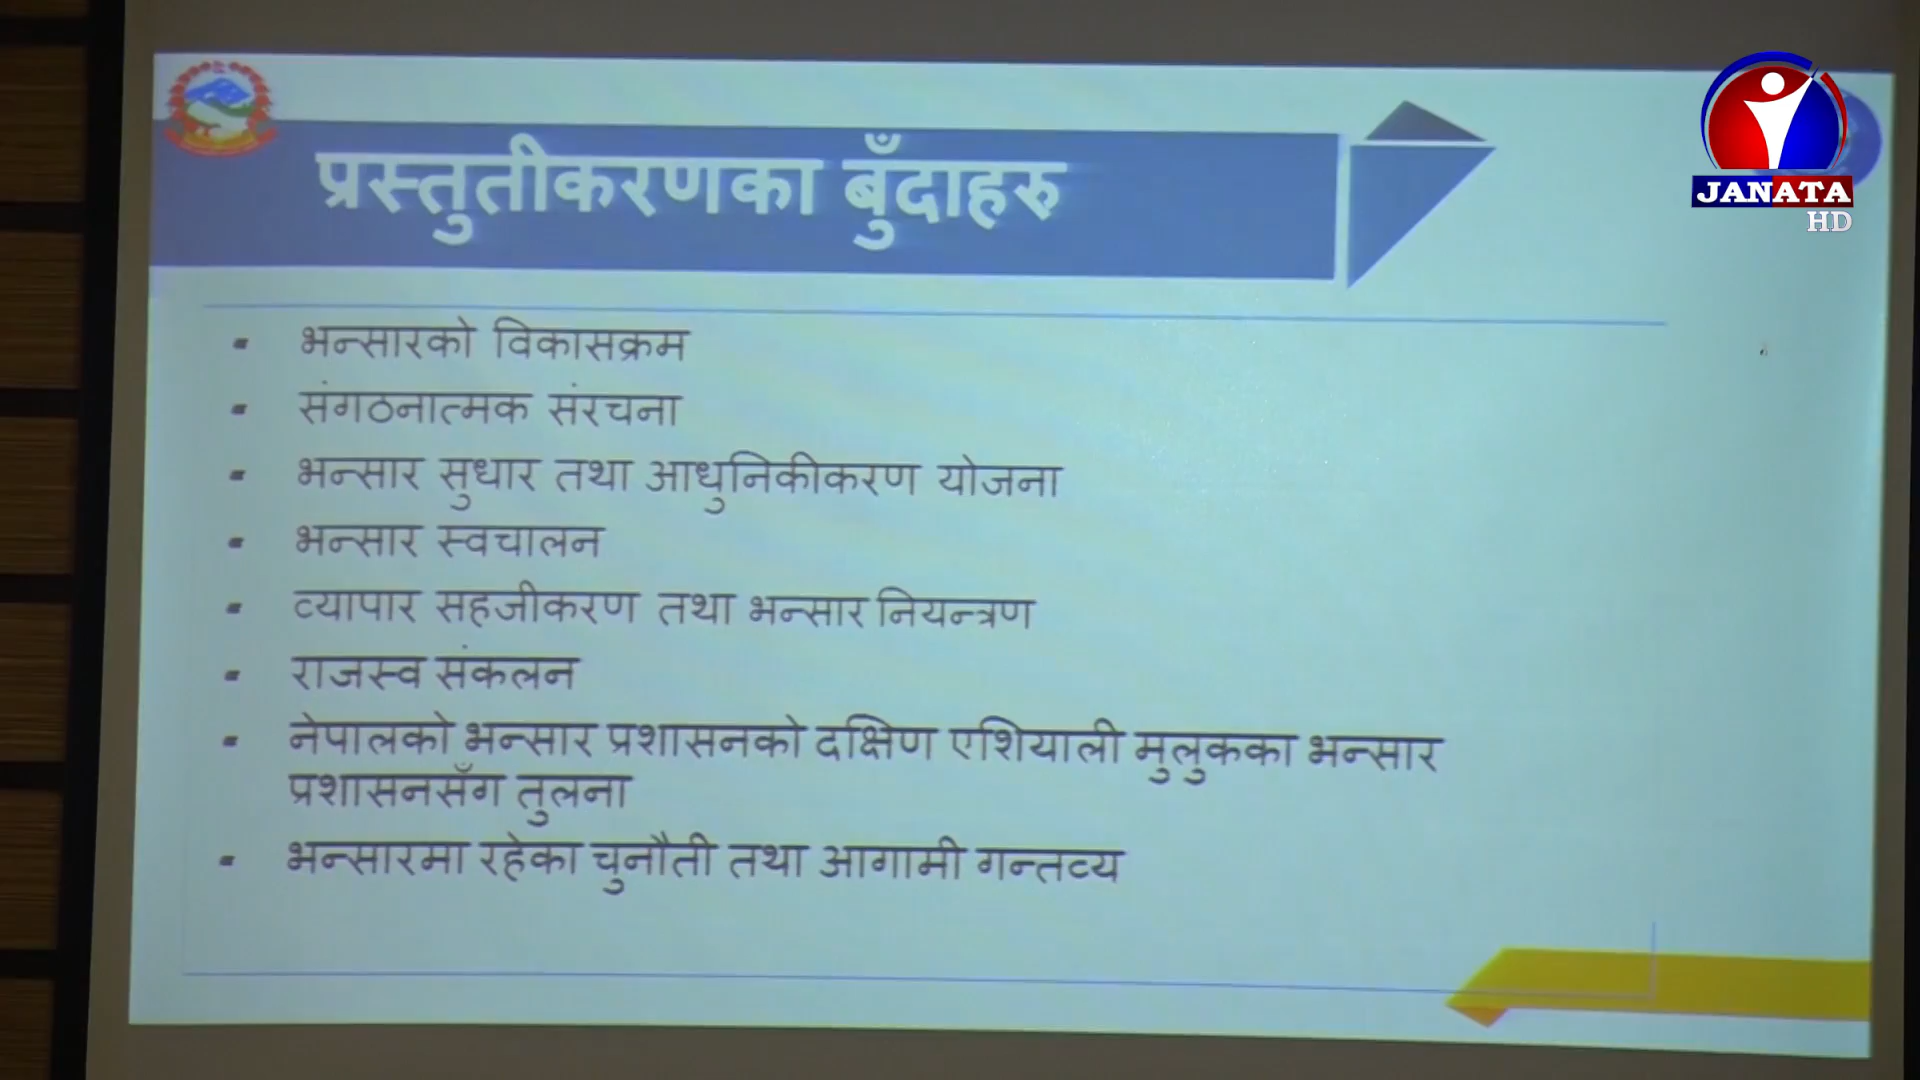 प्रस्तुतीकरणका बुँदाहरु
JANATA
HD
▪ भन्सारको विकासक्रम
▪ संगठनात्मक संरचना
▪ भन्सार सुधार तथा आधुनिकीकरण योजना
▪ भन्सार स्वचालन
▪ व्यापार सहजीकरण तथा भन्सार नियन्त्रण
▪ राजस्व संकलन
▪ नेपालको भन्सार प्रशासनको दक्षिण एशियाली मुलुकका भन्सार
प्रशासनसँग तुलना
▪ भन्सारमा रहेका चुनौती तथा आगामी गन्तव्य